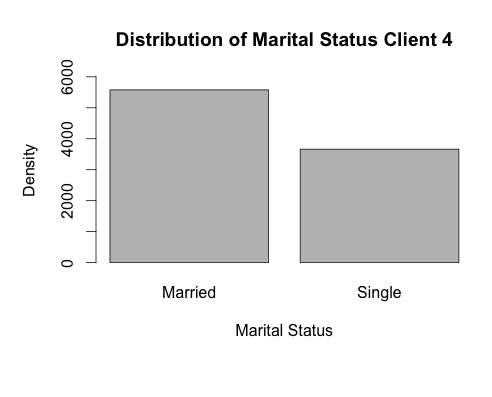 Distribution of Marital Status Client 4
Density
6000
4000
2000
0
Married Single
Marital Status